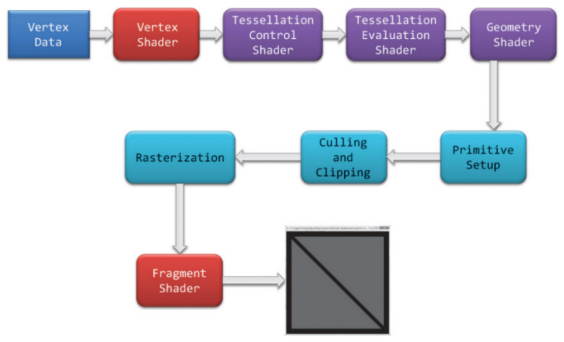 Vertex
Data
Vertex
Shader
Tessellation
Control
Shader
Tessellation
Evaluation
Shader
Geometry
Shader
Rasterization
Culling
and
Clipping
Primitive
Setup
Fragment
Shader